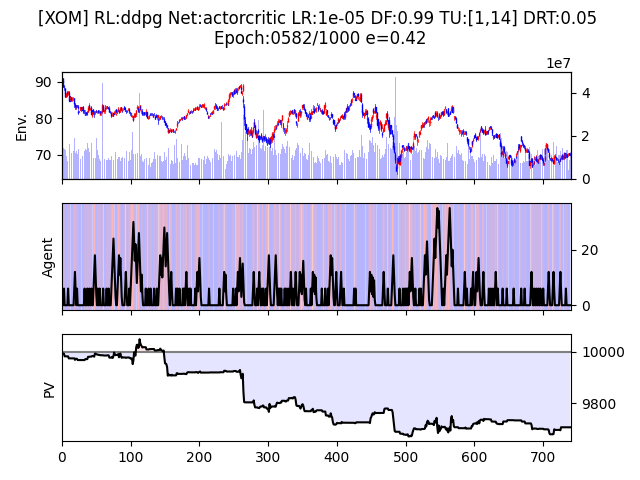 [XOM] RL:ddpg Net:actorcritic LR:1e-05 DF:0.99 TU:[1,14] DRT:0.05
Epoch:0582/1000 e=0.42
1e7
Env.
90
80
70
4
2
0
Agent
20
0
PV
10000
9800
0 100 200 300 400 500 600 700